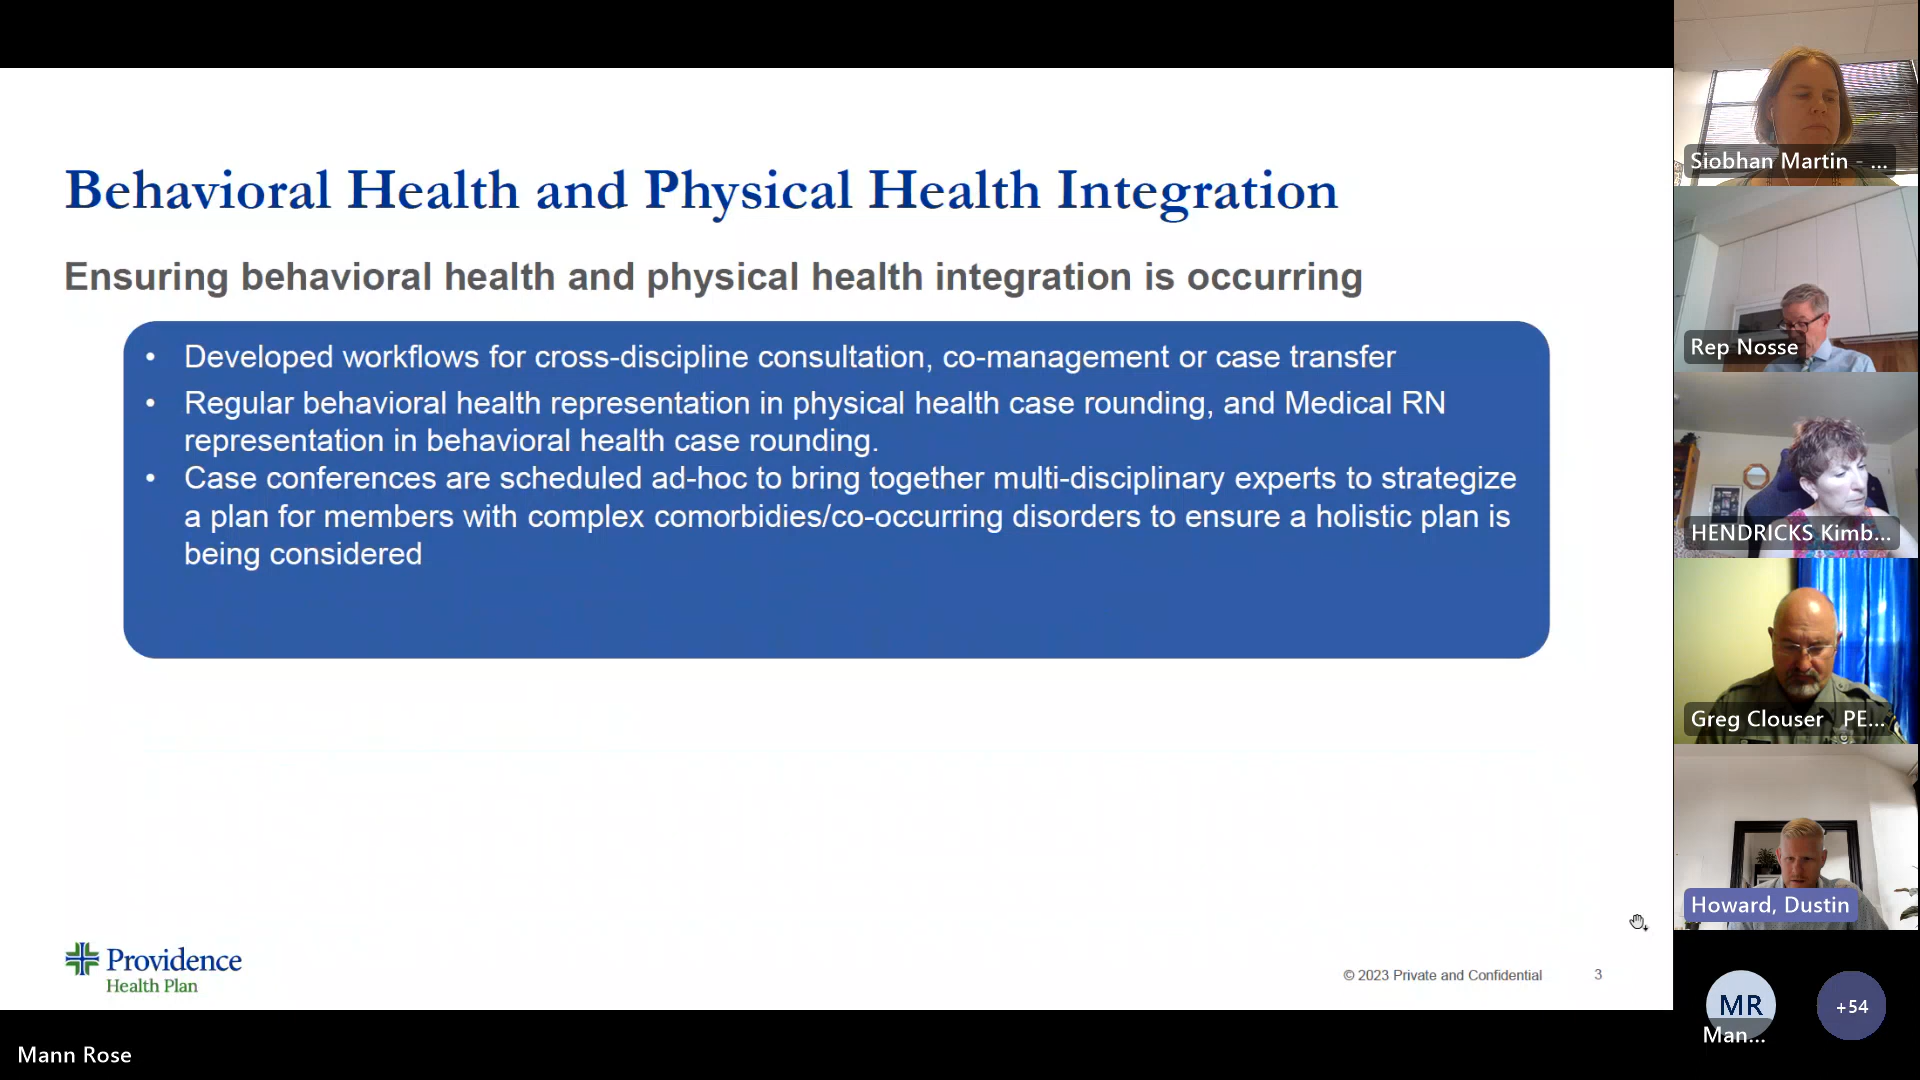 Behavioral Health and Physical Health Integration
Ensuring behavioral health and physical health integration is occurring
• Developed workflows for cross-discipline consultation, co-management or case transfer
• Regular behavioral health representation in physical health case rounding, and Medical RN
representation in behavioral health case rounding.
• Case conferences are scheduled ad-hoc to bring together multi-disciplinary experts to strategize
a plan for members with complex comorbidies/co-occurring disorders to ensure a holistic plan is
being considered
Providence
Health Plan
© 2023 Private and Confidential
3
Mann Rose
Siobhan Martin - ...
Rep Nosse
HENDRICKS Kimb...
Greg Clouser PE...
Howard, Dustin
MR
Man...
+54